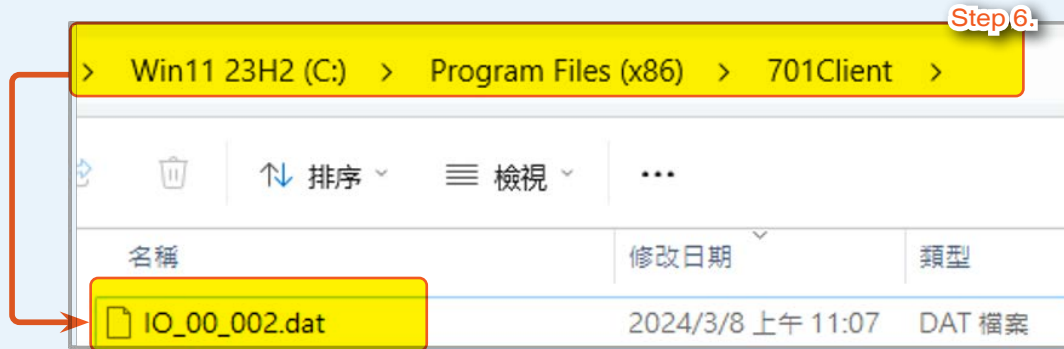 Step 6.
> Win11 23H2 (C:) > Program Files (x86) > 701Client >
排序 檢視 ...
名稱 修改日期 類型
IO_00_002.dat 2024/3/8 上午 11:07 DAT 檔案